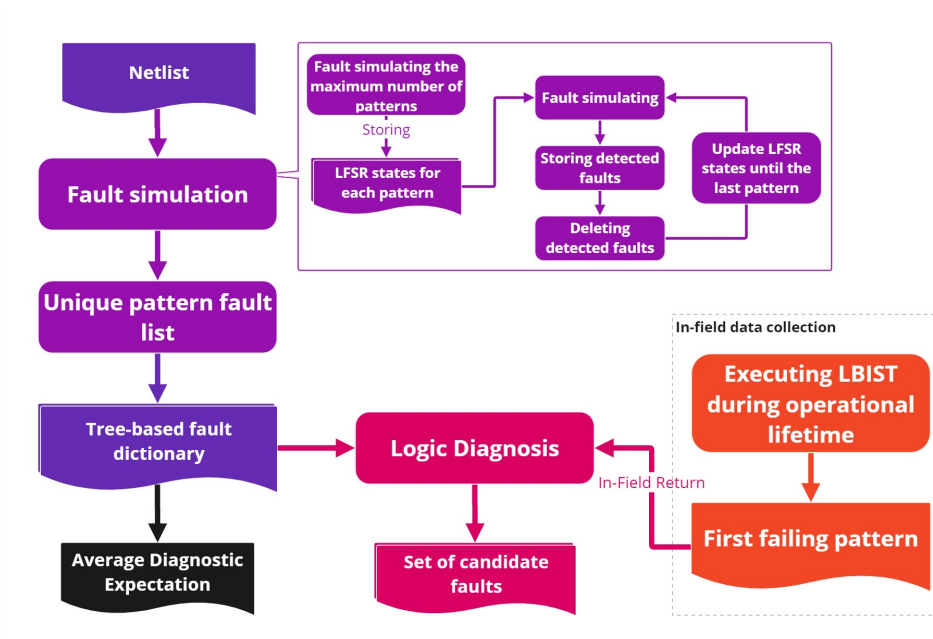 Netlist
Fault simulation
Unique pattern fault
list
Tree-based fault
dictionary
Average Diagnostic
Expectation
Fault simulating the
maximum number of
patterns
Storing
LFSR states for
each pattern
Fault simulating
Storing detected
faults
Deleting
detected faults
Update LFSR
states until the
last pattern
Logic Diagnosis
Set of candidate
faults
In-field data collection
Executing LBIST
during operational
lifetime
In-Field Return
First failing pattern